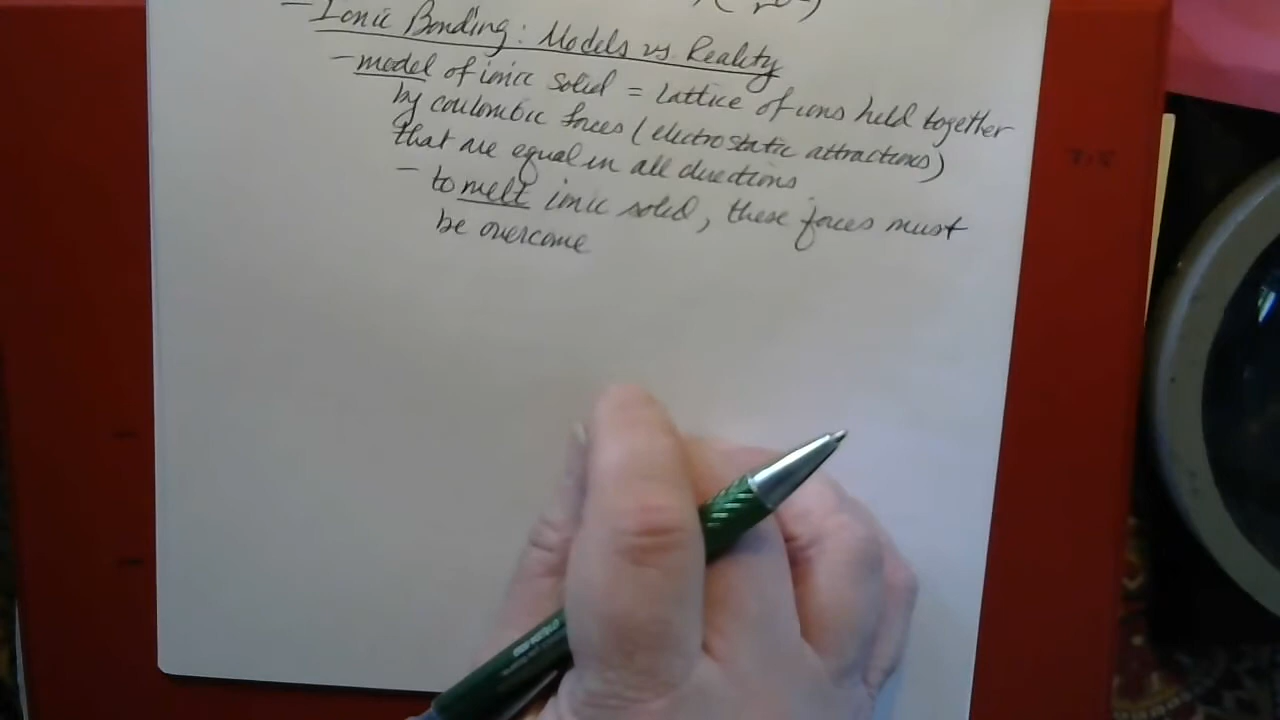 - Ionic Bonding: Models vs Reality
- model of ionic solid = lattice of ions held together
by coulombic forces (electrostatic attractions)
that are equal in all directions
- to melt ionic solid, these forces must
be overcome